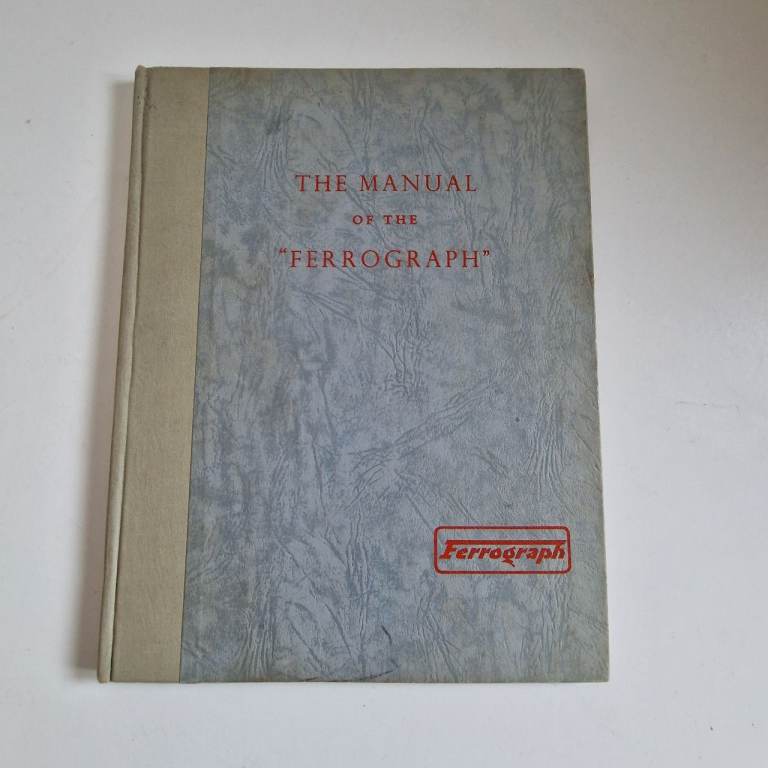 THE MANUAL
OF THE
"FERROGRAPH"
Ferrograph